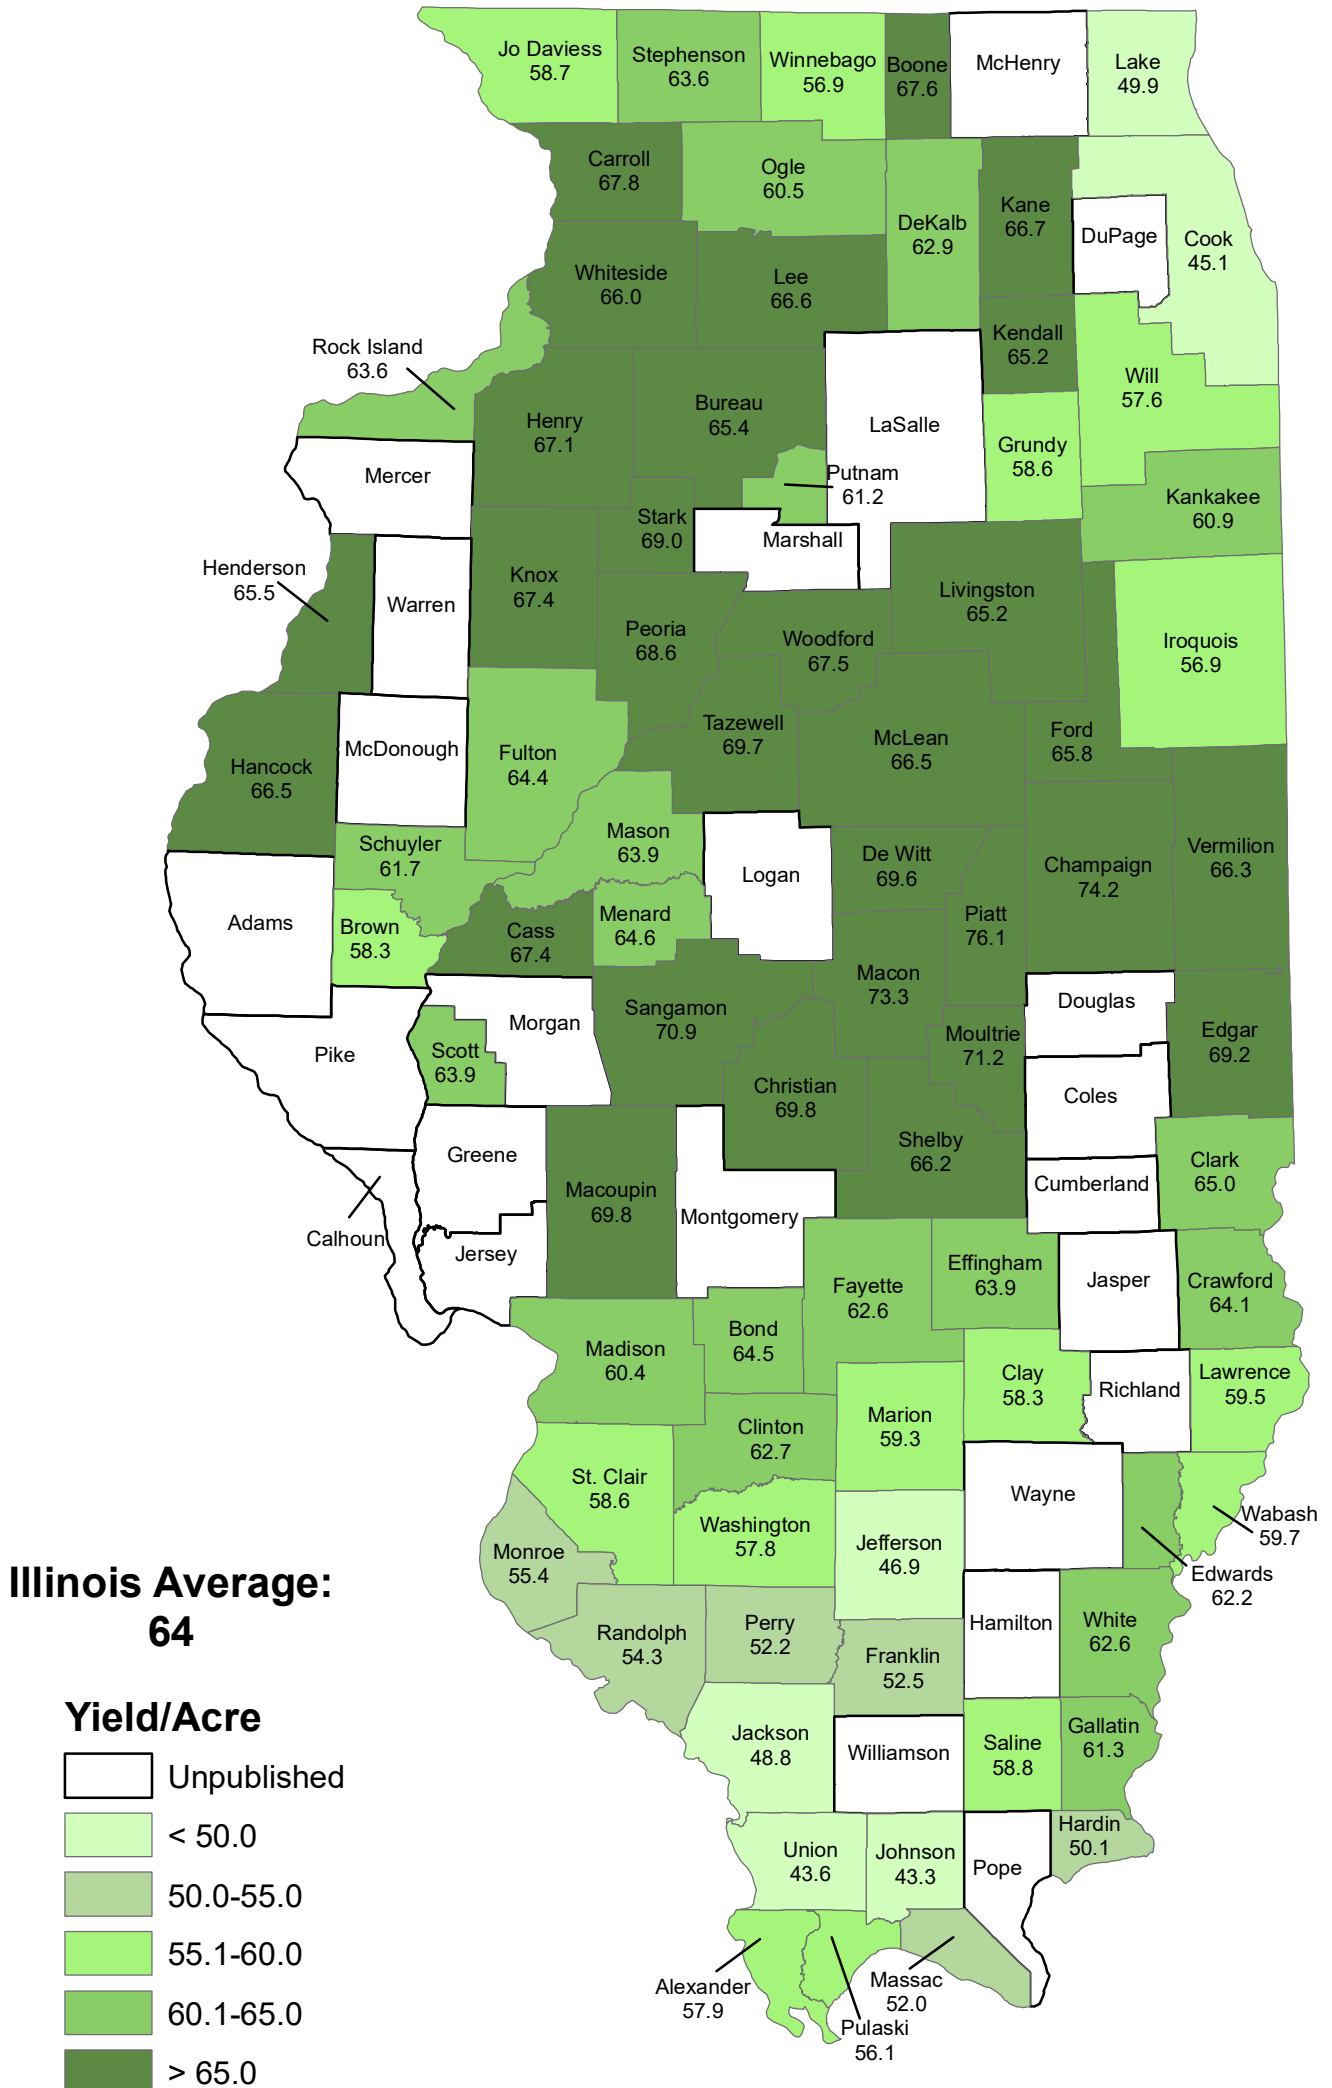 Jo Daviess
58.7
Stephenson
63.6
Winnebago
56.9
Boone
67.6
McHenry
Lake
49.9
Carroll
67.8
Ogle
60.5
DeKalb
62.9
Kane
66.7
DuPage
Cook
45.1
Whiteside
66.0
Lee
66.6
Kendall
65.2
Rock Island
63.6
Will
57.6
Henry
67.1
Bureau
65.4
LaSalle
Grundy
58.6
Mercer
Putnam
61.2
Kankakee
60.9
Stark
69.0
Marshall
Henderson
65.5
Warren
Knox
67.4
Livingston
65.2
Peoria
68.6
Woodford
67.5
Iroquois
56.9
Tazewell
69.7
McLean
66.5
Ford
65.8
Hancock
66.5
McDonough
Fulton
64.4
Mason
63.9
Schuyler
61.7
Logan
De Witt
69.6
Champaign
74.2
Vermilion
66.3
Adams
Brown
58.3
Cass
67.4
Menard
64.6
Piatt
76.1
Macon
73.3
Douglas
Sangamon
70.9
Morgan
Pike
Scott
63.9
Moultrie
71.2
Edgar
69.2
Christian
69.8
Coles
Greene
Shelby
66.2
Clark
65.0
Macoupin
69.8
Cumberland
Montgomery
Calhoun
Jersey
Fayette
62.6
Effingham
63.9
Jasper
Crawford
64.1
Madison
60.4
Bond
64.5
Clay
58.3
Richland
Lawrence
59.5
Clinton
62.7
Marion
59.3
St. Clair
58.6
Wayne
Washington
57.8
Jefferson
46.9
Wabash
59.7
Monroe
55.4
Edwards
62.2
Illinois Average:
64
Randolph
54.3
Perry
52.2
Hamilton
White
62.6
Franklin
52.5
Jackson
48.8
Williamson
Saline
58.8
Gallatin
61.3
Hardin
50.1
Union
43.6
Johnson
43.3
Pope
Alexander
57.9
Massac
52.0
Pulaski
56.1
Yield/Acre
Unpublished
< 50.0
50.0-55.0
55.1-60.0
60.1-65.0
> 65.0